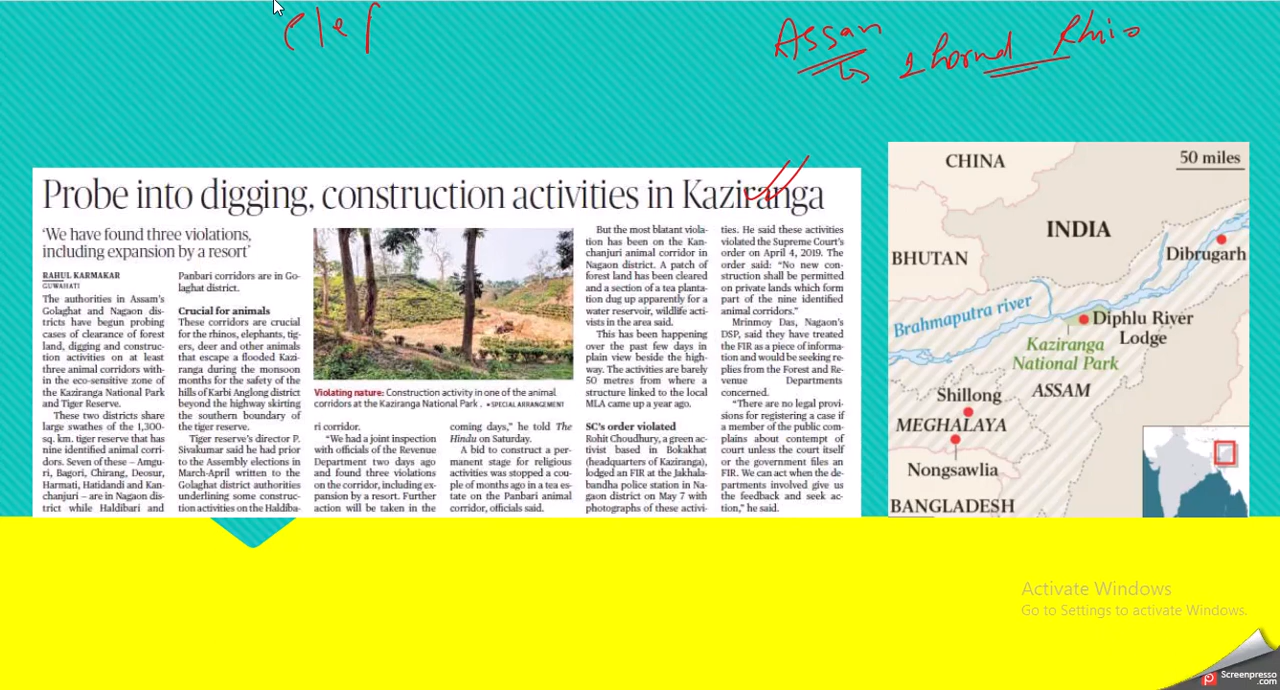 Assam
Probe into digging, construction activities in Kaziranga
‘We have found three violations,
including expansion by a resort’
RAHUL KARMAKAR
GUWAHATI
The authorities in Assam's
Golaghat and Nagaon dis-
tricts have begun probing
cases of clearance of forest
land, digging and construc-
tion activities on at least
three animal corridors with-
in the eco-sensitive zone of
the Kaziranga National Park
and Tiger Reserve.
These two districts share
large swathes of the 1,300-
sq. km. tiger reserve that has
nine identified animal corri-
dors. Seven of these – Amgu-
ri, Bagori, Chirang, Deosur,
Harmati, Hatidandi and Kan-
chanjuri – are in Nagaon dis-
trict while Haldibari and
Panbari corridors are in Go-
laghat district.
Crucial for animals
These corridors are crucial
for the rhinos, elephants, tig-
ers, deer and other animals
that escape a flooded Kazi-
ranga during the monsoon
months for the safety of the
hills of Karbi Anglong district
beyond the highway skirting
the southern boundary of
the tiger reserve.
Tiger reserve's director P.
Sivakumar said he had prior
to the Assembly elections in
March-April written to the
Golaghat district authorities
underlining some construc-
tion activities on the Haldiba-
Violating nature: Construction activity in one of the animal
corridors at the Kaziranga National Park . •SPECIAL ARRANGEMENT
ri corridor.
“We had a joint inspection
with officials of the Revenue
Department two days ago
and found three violations
on the corridor, including ex-
pansion by a resort. Further
action will be taken in the
coming days,” he told The
Hindu on Saturday.
A bid to construct a per-
manent stage for religious
activities was stopped a cou-
ple of months ago in a tea es-
tate on the Panbari animal
corridor, officials said.
But the most blatant viola-
tion has been on the Kan-
chanjuri animal corridor in
Nagaon district. A patch of
forest land has been cleared
and a section of a tea planta-
tion dug up apparently for a
water reservoir, wildlife acti-
vists in the area said.
This has been happening
over the past few days in
plain view beside the high-
way. The activities are barely
50 metres from where a
structure linked to the local
MLA came up a year ago.
SC's order violated
Rohit Choudhury, a green ac-
tivist based in Bokakhat
(headquarters of Kaziranga),
lodged an FIR at the Jakhala-
bandha police station in Na-
gaon district on May 7 with
photographs of these activi-
ties. He said these activities
violated the Supreme Court's
order on April 4, 2019. The
order said: “No new con-
struction shall be permitted
on private lands which form
part of the nine identified
animal corridors.”
Mrinmoy Das, Nagaon's
DSP, said they have treated
the FIR as a piece of informa-
tion and would be seeking re-
plies from the Forest and Re-
venue Departments
concerned.
“There are no legal provi-
sions for registering a case if
a member of the public com-
plains about contempt of
court unless the court itself
or the government files an
FIR. We can act when the de-
partments involved give us
the feedback and seek ac-
tion,” he said.
CHINA
50 miles
INDIA
BHUTAN
Dibrugarh
Brahmaputra river
Diphlu River
Lodge
Kaziranga
National Park
ASSAM
Shillong
MEGHALAYA
Nongsawlia
BANGLADESH
Activate Windows
Go to Settings to activate Windows.
Screenpresso
.com